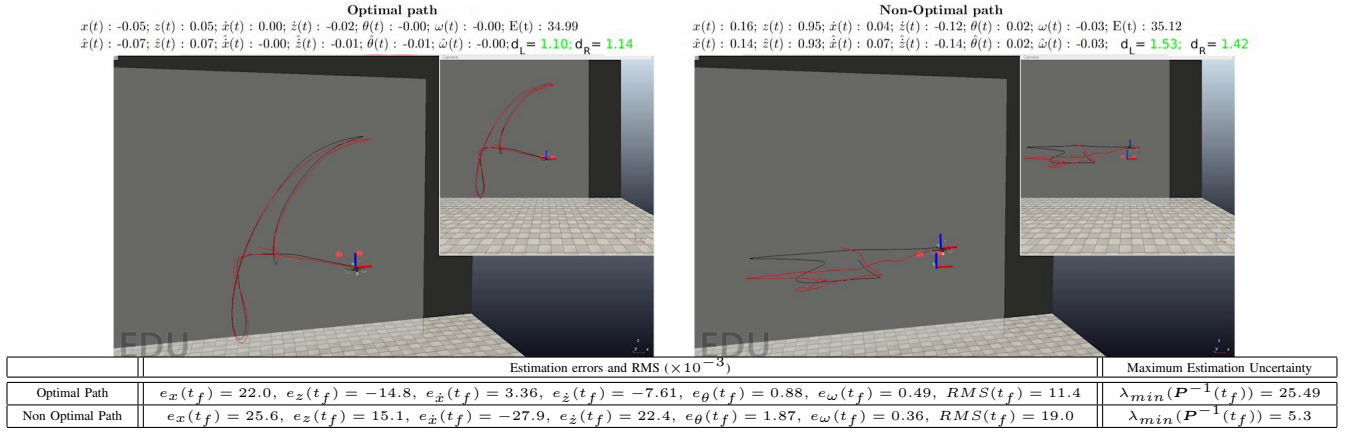 Optimal path
x(t) : -0.05; z(t) : 0.05; ẋ(t) : 0.00; ż(t) : -0.02; θ(t) : -0.00; ω(t) : -0.00; E(t) : 34.99
x̂(t) : -0.07; ẑ(t) : 0.07; ẋ̂(t) : -0.00; ż̂(t) : -0.01; θ̂(t) : -0.01; ω̂(t) : -0.00; d_L= 1.10; d_R= 1.14
EDU
Non-Optimal path
x(t) : 0.16; z(t) : 0.95; ẋ(t) : 0.04; ż(t) : -0.12; θ(t) : 0.02; ω(t) : -0.03; E(t) : 35.12
x̂(t) : 0.14; ẑ(t) : 0.93; ẋ̂(t) : 0.07; ż̂(t) : -0.14; θ̂(t) : 0.02; ω̂(t) : -0.03; d_L= 1.53; d_R= 1.42
EDU
Estimation errors and RMS (×10⁻³) Maximum Estimation Uncertainty
Optimal Path e_x(t_f) = 22.0, e_z(t_f) = −14.8, e_ẋ(t_f) = 3.36, e_ż(t_f) = −7.61, e_θ(t_f) = 0.88, e_ω(t_f) = 0.49, RMS(t_f) = 11.4 λ_min(P⁻¹(t_f)) = 25.49
Non Optimal Path e_x(t_f) = 25.6, e_z(t_f) = 15.1, e_ẋ(t_f) = −27.9, e_ż(t_f) = 22.4, e_θ(t_f) = 1.87, e_ω(t_f) = 0.36, RMS(t_f) = 19.0 λ_min(P⁻¹(t_f)) = 5.3